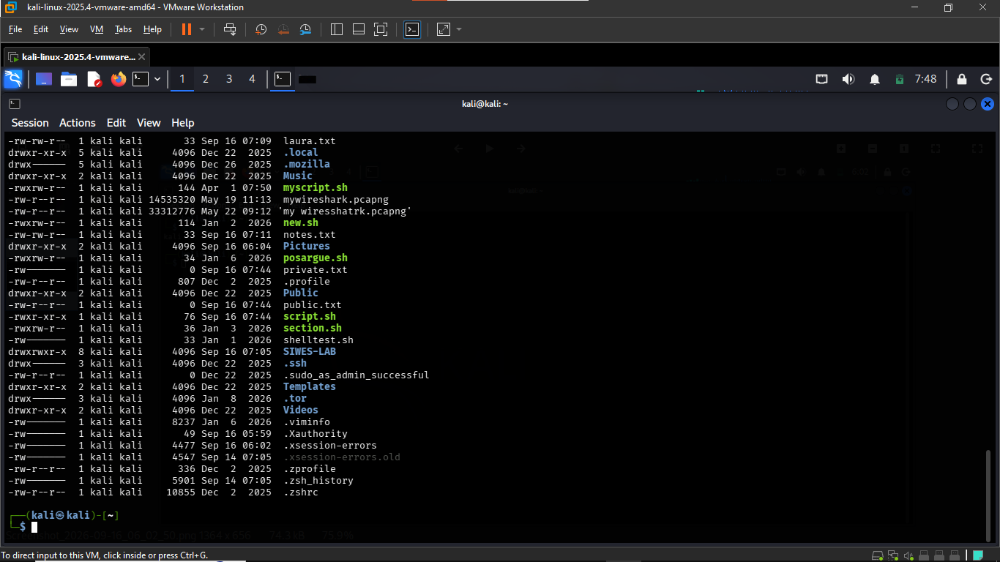 kali-linux-2025.4-vmware-amd64 - VMware Workstation
File Edit View VM Tabs Help
kali-linux-2025.4-vmware...
1 2 3 4 7:48
kali@kali: ~
Session Actions Edit View Help
-rw-rw-r-- 1 kali kali 33 Sep 16 07:09 laura.txt
drwxr-xr-x 5 kali kali 4096 Dec 22 2025 .local
drwx------ 5 kali kali 4096 Dec 26 2025 .mozilla
drwxr-xr-x 2 kali kali 4096 Dec 22 2025 Music
-rwxrw-r-- 1 kali kali 144 Apr 1 07:50 myscript.sh
-rw-r--r-- 1 kali kali 14535320 May 19 11:13 mywireshark.pcapng
-rw-r--r-- 1 kali kali 33312776 May 22 09:12 'my wiresshatrk.pcapng'
-rwxrw-r-- 1 kali kali 114 Jan 2 2026 new.sh
-rw-rw-r-- 1 kali kali 33 Sep 16 07:11 notes.txt
drwxr-xr-x 2 kali kali 4096 Sep 16 06:04 Pictures
-rwxrw-r-- 1 kali kali 34 Jan 6 2026 posargue.sh
-rw------- 1 kali kali 0 Sep 16 07:44 private.txt
-rw-r--r-- 1 kali kali 807 Dec 2 2025 .profile
drwxr-xr-x 2 kali kali 4096 Dec 22 2025 Public
-rw-r--r-- 1 kali kali 0 Sep 16 07:44 public.txt
-rwxr-xr-x 1 kali kali 76 Sep 16 07:44 script.sh
-rwxrw-r-- 1 kali kali 36 Jan 3 2026 section.sh
-rw------- 1 kali kali 33 Jan 1 2026 shelltest.sh
drwxrwxr-x 8 kali kali 4096 Sep 16 07:05 SIWES-LAB
drwx------ 3 kali kali 4096 Dec 22 2025 .ssh
-rw-r--r-- 1 kali kali 0 Dec 22 2025 .sudo_as_admin_successful
drwxr-xr-x 2 kali kali 4096 Dec 22 2025 Templates
drwx------ 3 kali kali 4096 Jan 8 2026 .tor
drwxr-xr-x 2 kali kali 4096 Dec 22 2025 Videos
-rw------- 1 kali kali 8237 Jan 6 2026 .viminfo
-rw------- 1 kali kali 49 Sep 16 05:59 .Xauthority
-rw------- 1 kali kali 4477 Sep 16 06:02 .xsession-errors
-rw------- 1 kali kali 4547 Sep 14 07:05 .xsession-errors.old
-rw-r--r-- 1 kali kali 336 Dec 2 2025 .zprofile
-rw------- 1 kali kali 5901 Sep 14 07:05 .zsh_history
-rw-r--r-- 1 kali kali 10855 Dec 2 2025 .zshrc
┌──(kali㉿kali)-[~]
└─$
Screenshot_2026-09-16_06_02_50.png 1364 x 656 74.3 kB 75.9%
To direct input to this VM, click inside or press Ctrl+G.